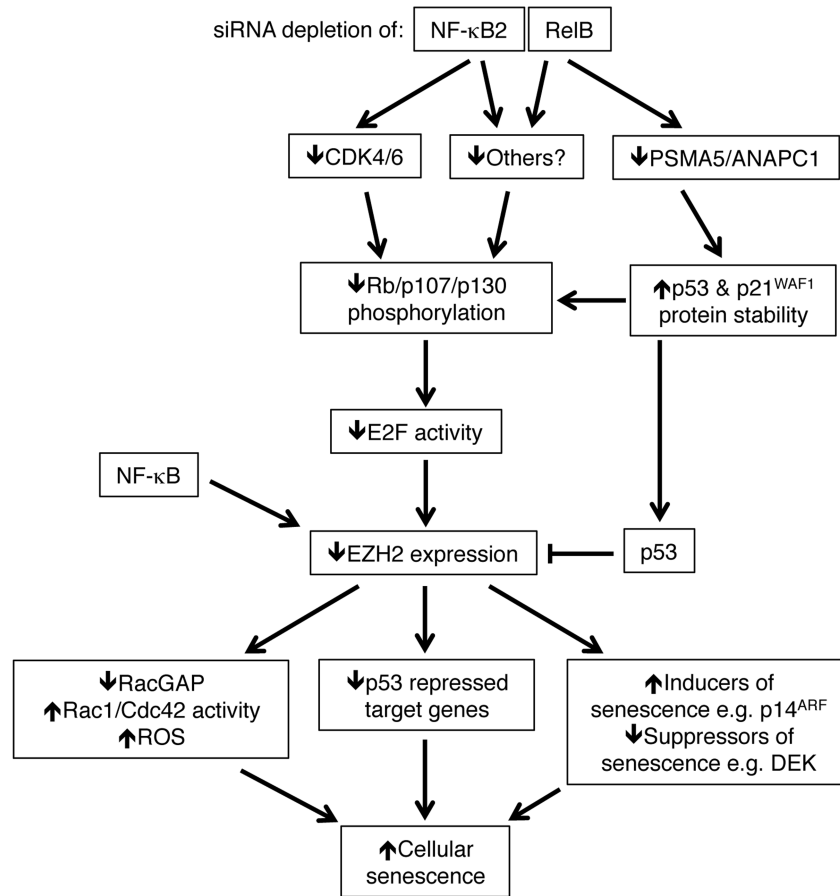 siRNA depletion of: NF-κB2 RelB
↓CDK4/6
↓Others?
↓PSMA5/ANAPC1
↓Rb/p107/p130
phosphorylation
↑p53 & p21WAF1
protein stability
↓E2F activity
NF-κB
↓EZH2 expression
p53
↓RacGAP
↑Rac1/Cdc42 activity
↑ROS
↓p53 repressed
target genes
↑Inducers of
senescence e.g. p14ARF
↓Suppressors of
senescence e.g. DEK
↑Cellular
senescence